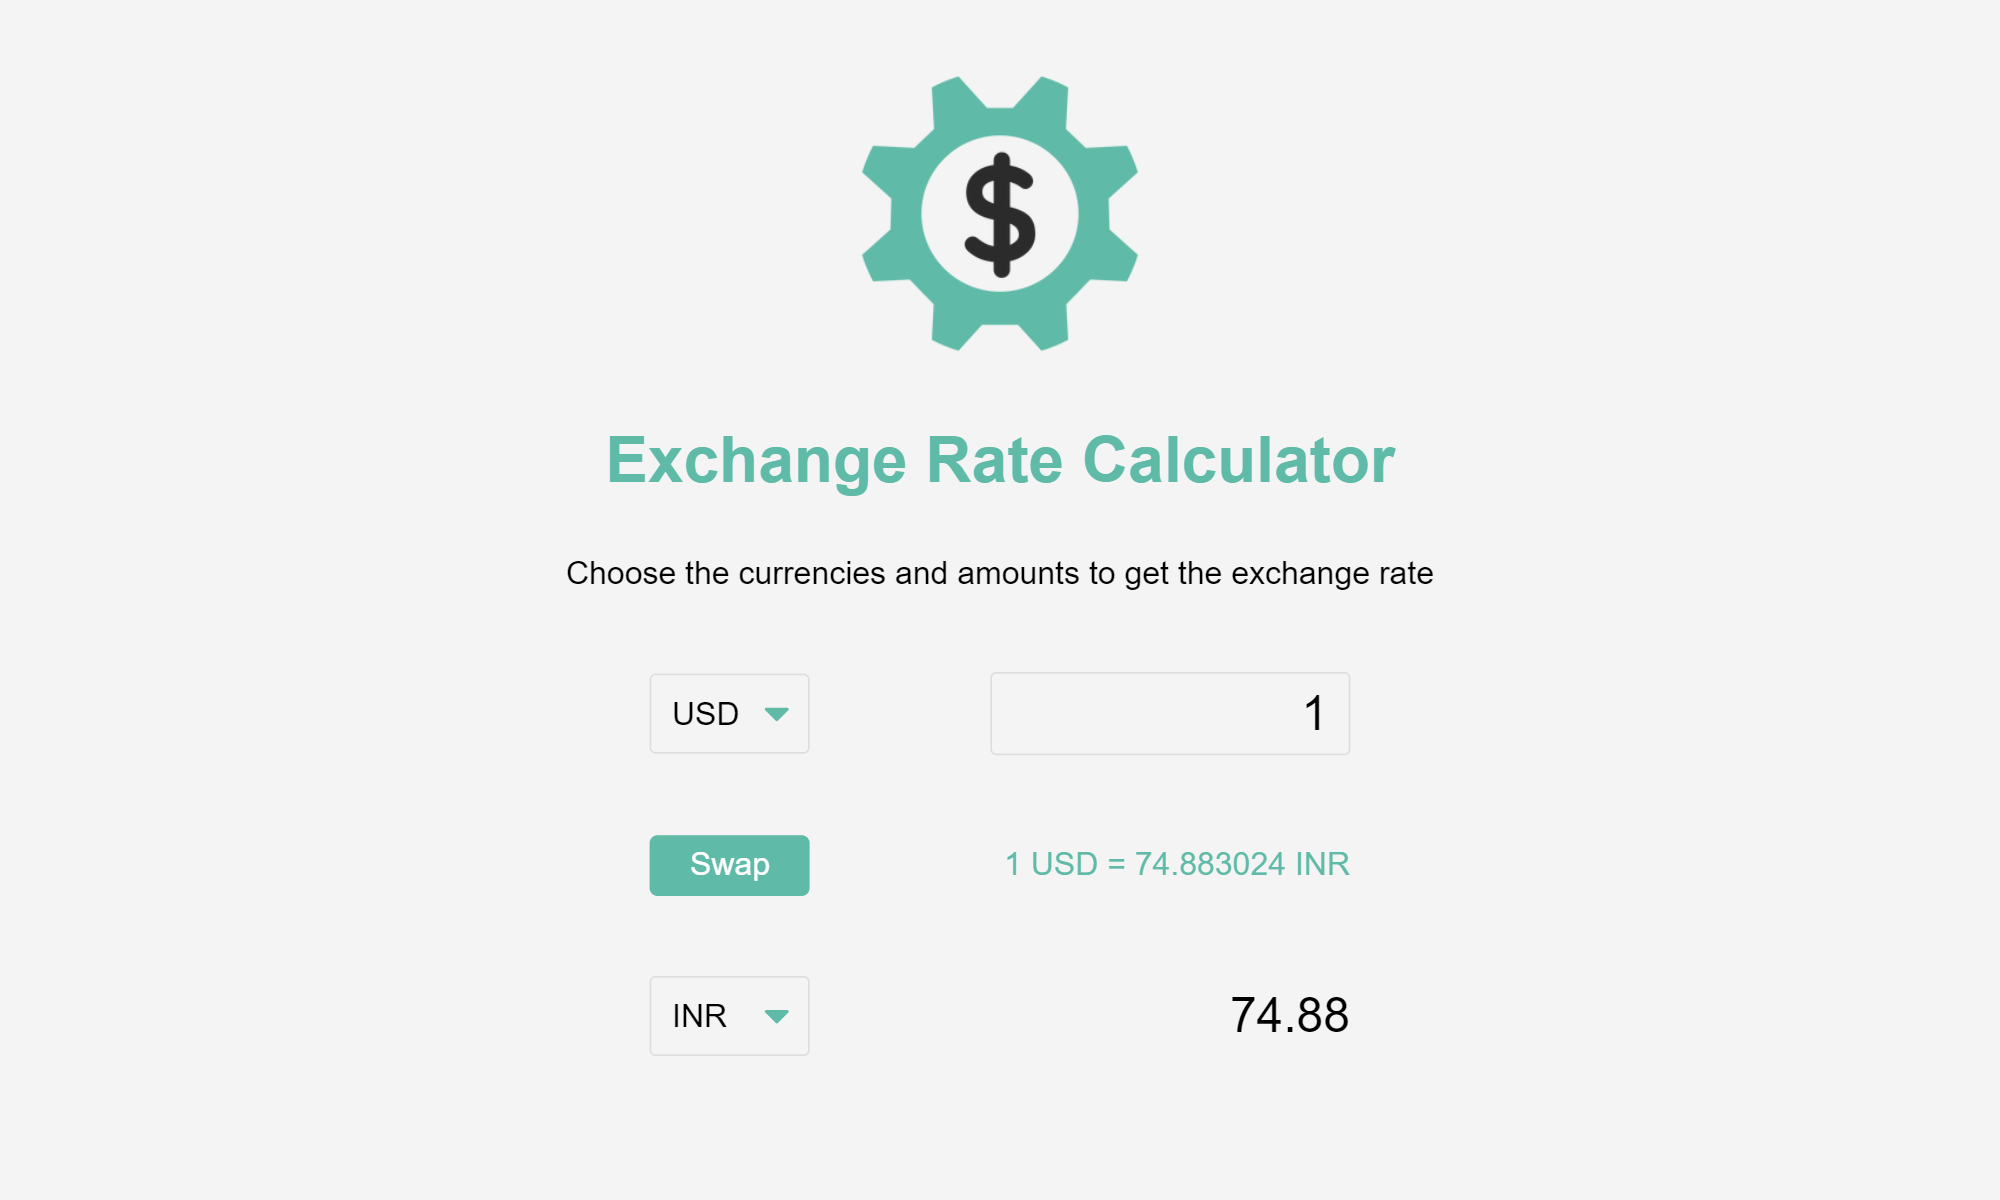 $
Exchange Rate Calculator
Choose the currencies and amounts to get the exchange rate
USD
1
Swap
1 USD = 74.883024 INR
INR
74.88